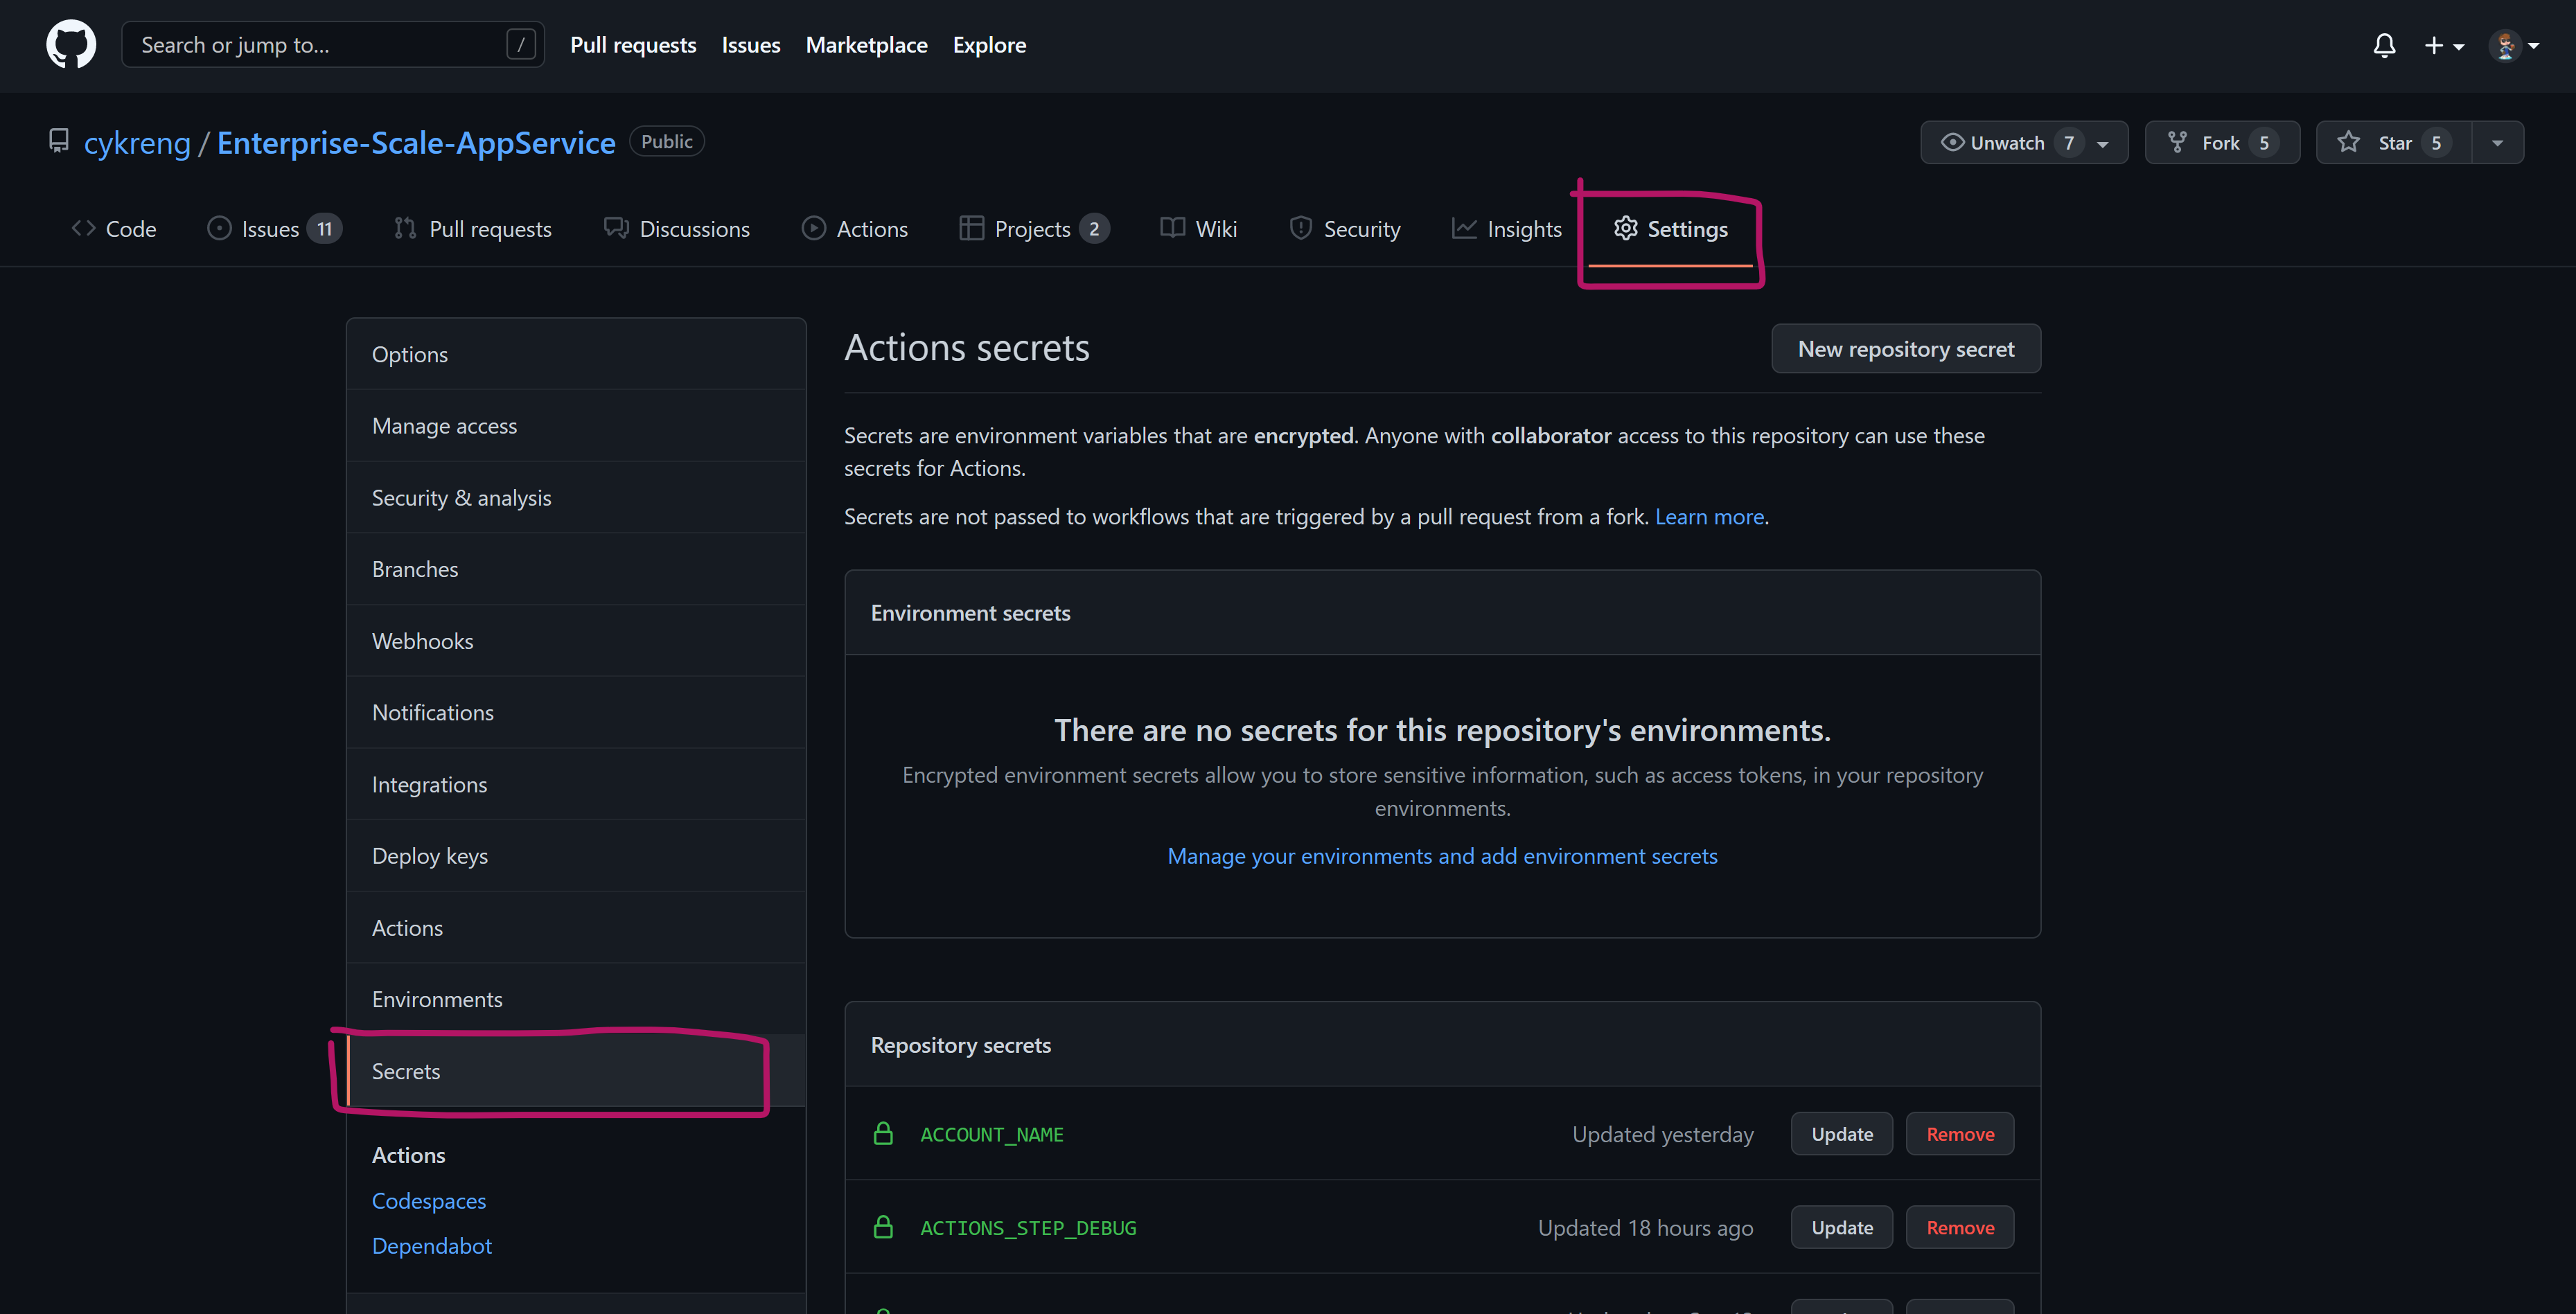 Search or jump to... /
Pull requests Issues Marketplace Explore
cykreng / Enterprise-Scale-AppService Public
Unwatch 7 Fork 5 Star 5
Code Issues 11 Pull requests Discussions Actions Projects 2 Wiki Security Insights Settings
Options
Manage access
Security & analysis
Branches
Webhooks
Notifications
Integrations
Deploy keys
Actions
Environments
Secrets
Actions
Codespaces
Dependabot
Actions secrets
New repository secret
Secrets are environment variables that are encrypted. Anyone with collaborator access to this repository can use these
secrets for Actions.
Secrets are not passed to workflows that are triggered by a pull request from a fork. Learn more.
Environment secrets
There are no secrets for this repository's environments.
Encrypted environment secrets allow you to store sensitive information, such as access tokens, in your repository
environments.
Manage your environments and add environment secrets
Repository secrets
ACCOUNT_NAME Updated yesterday Update Remove
ACTIONS_STEP_DEBUG Updated 18 hours ago Update Remove